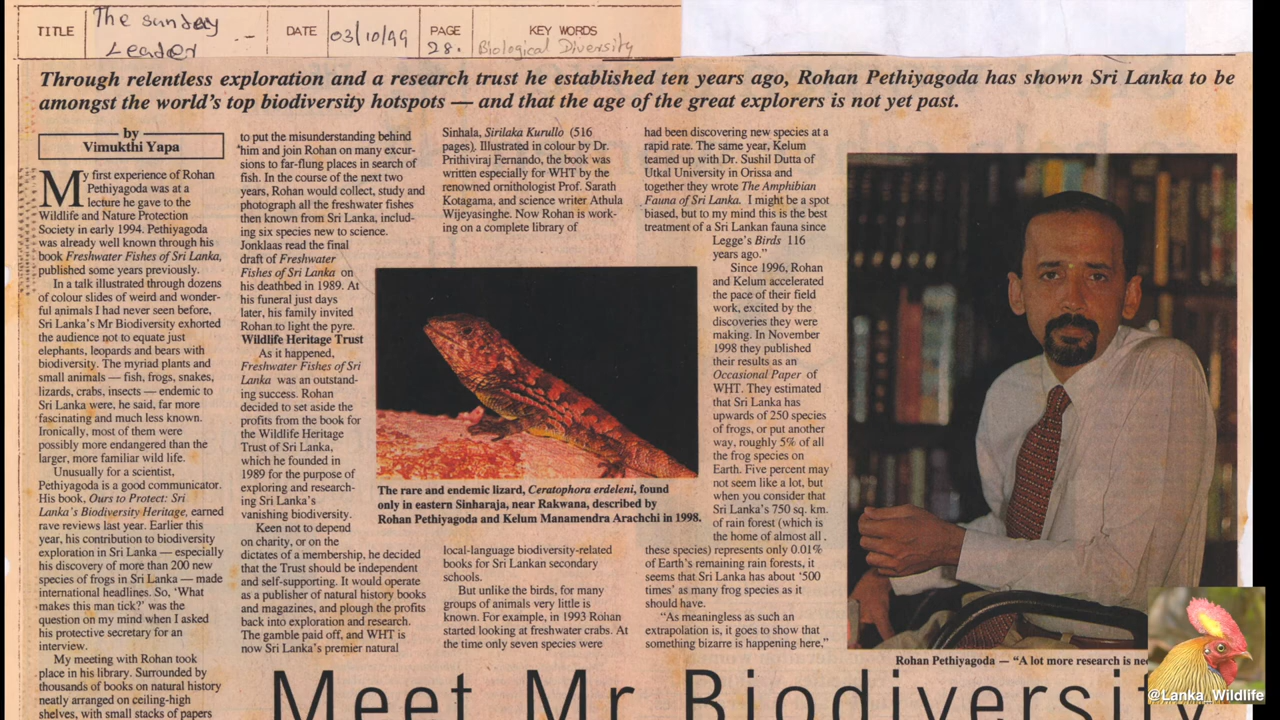 TITLE
The sunday
Leader
DATE
03/10/99
PAGE
28.
KEY WORDS
Biological Diversity
Through relentless exploration and a research trust he established ten years ago, Rohan Pethiyagoda has shown Sri Lanka to be
amongst the world's top biodiversity hotspots — and that the age of the great explorers is not yet past.
by
Vimukthi Yapa
My first experience of Rohan
Pethiyagoda was at a
lecture he gave to the
Wildlife and Nature Protection
Society in early 1994. Pethiyagoda
was already well known through his
book Freshwater Fishes of Sri Lanka,
published some years previously.
In a talk illustrated through dozens
of colour slides of weird and wonder-
ful animals I had never seen before,
Sri Lanka's Mr Biodiversity exhorted
the audience not to equate just
elephants, leopards and bears with
biodiversity. The myriad plants and
small animals — fish, frogs, snakes,
lizards, crabs, insects — endemic to
Sri Lanka were, he said, far more
fascinating and much less known.
Ironically, most of them were
possibly more endangered than the
larger, more familiar wild life.
Unusually for a scientist,
Pethiyagoda is a good communicator.
His book, Ours to Protect: Sri
Lanka's Biodiversity Heritage, earned
rave reviews last year. Earlier this
year, his contribution to biodiversity
exploration in Sri Lanka — especially
his discovery of more than 200 new
species of frogs in Sri Lanka — made
international headlines. So, 'What
makes this man tick?' was the
question on my mind when I asked
his protective secretary for an
interview.
My meeting with Rohan took
place in his library. Surrounded by
thousands of books on natural history
neatly arranged on ceiling-high
shelves, with small stacks of papers
to put the misunderstanding behind
him and join Rohan on many excur-
sions to far-flung places in search of
fish. In the course of the next two
years, Rohan would collect, study and
photograph all the freshwater fishes
then known from Sri Lanka, includ-
ing six species new to science.
Jonklaas read the final
draft of Freshwater
Fishes of Sri Lanka on
his deathbed in 1989. At
his funeral just days
later, his family invited
Rohan to light the pyre.
Wildlife Heritage Trust
As it happened,
Freshwater Fishes of Sri
Lanka was an outstand-
ing success. Rohan
decided to set aside the
profits from the book for
the Wildlife Heritage
Trust of Sri Lanka,
which he founded in
1989 for the purpose of
exploring and research-
ing Sri Lanka's
vanishing biodiversity.
Keen not to depend
on charity, or on the
dictates of a membership, he decided
that the Trust should be independent
and self-supporting. It would operate
as a publisher of natural history books
and magazines, and plough the profits
back into exploration and research.
The gamble paid off, and WHT is
now Sri Lanka's premier natural
Sinhala, Sirilaka Kurullo (516
pages). Illustrated in colour by Dr.
Prithiviraj Fernando, the book was
written especially for WHT by the
renowned ornithologist Prof. Sarath
Kotagama, and science writer Athula
Wijeyasinghe. Now Rohan is work-
ing on a complete library of
The rare and endemic lizard, Ceratophora erdeleni, found
only in eastern Sinharaja, near Rakwana, described by
Rohan Pethiyagoda and Kelum Manamendra Arachchi in 1998.
local-language biodiversity-related
books for Sri Lankan secondary
schools.
But unlike the birds, for many
groups of animals very little is
known. For example, in 1993 Rohan
started looking at freshwater crabs. At
the time only seven species were
had been discovering new species at a
rapid rate. The same year, Kelum
teamed up with Dr. Sushil Dutta of
Utkal University in Orissa and
together they wrote The Amphibian
Fauna of Sri Lanka. I might be a spot
biased, but to my mind this is the best
treatment of a Sri Lankan fauna since
Legge's Birds 116
years ago."
Since 1996, Rohan
and Kelum accelerated
the pace of their field
work, excited by the
discoveries they were
making. In November
1998 they published
their results as an
Occasional Paper of
WHT. They estimated
that Sri Lanka has
upwards of 250 species
of frogs, or put another
way, roughly 5% of all
the frog species on
Earth. Five percent may
not seem like a lot, but
when you consider that
Sri Lanka's 750 sq. km.
of rain forest (which is
the home of almost all
these species) represents only 0.01%
of Earth's remaining rain forests, it
seems that Sri Lanka has about '500
times' as many frog species as it
should have.
"As meaningless as such an
extrapolation is, it goes to show that
something bizarre is happening here,"
Rohan Pethiyagoda — "A lot more research is
Meet Mr Biodiversit
@Lanka_Wildlife